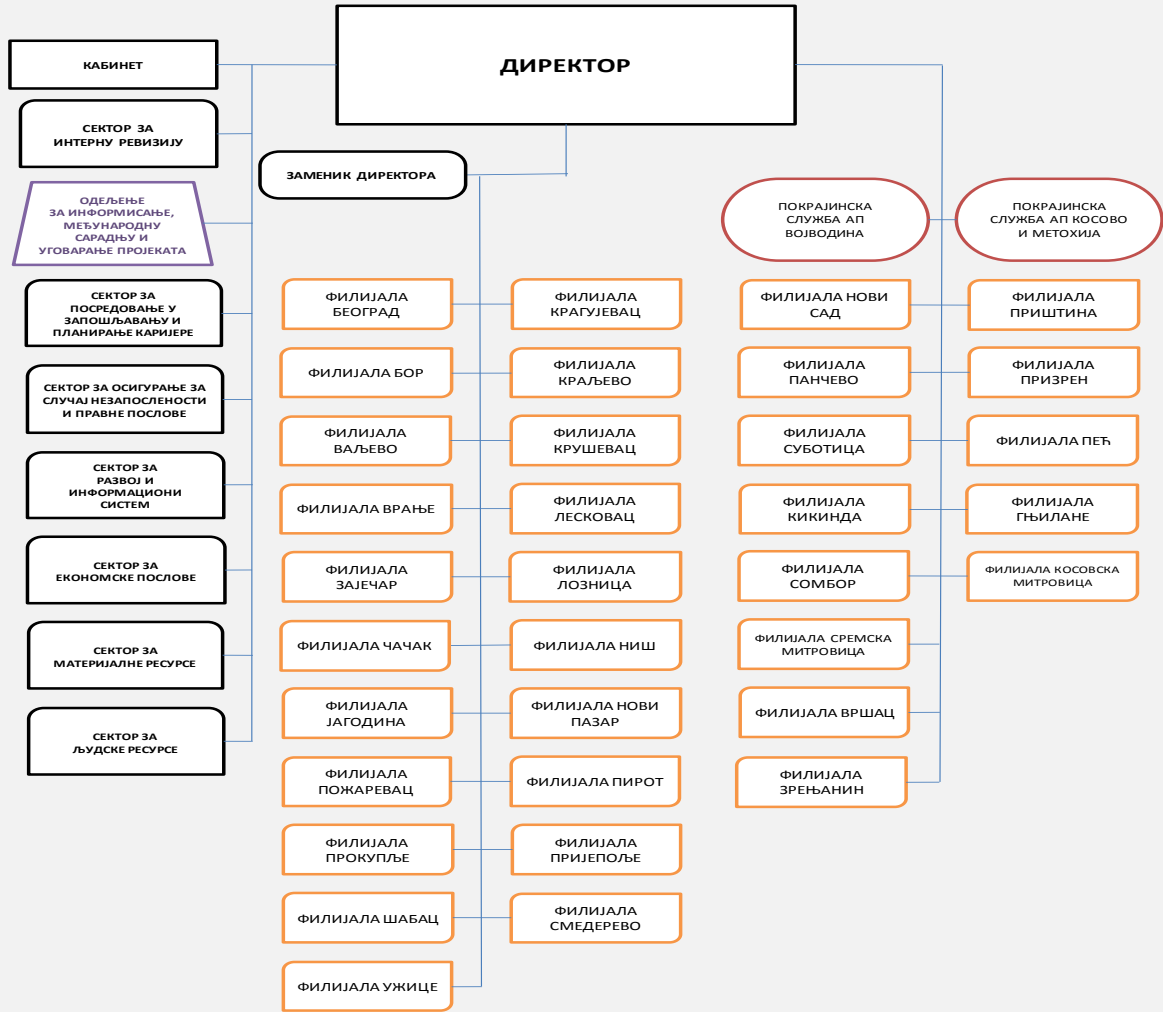 ДИРЕКТОР
КАБИНЕТ
СЕКТОР ЗА
ИНТЕРНУ РЕВИЗИЈУ
ОДЕЉЕЊЕ
ЗА ИНФОРМИСАЊЕ,
МЕЂУНАРОДНУ
САРАДЊУ И
УГОВАРАЊЕ ПРОЈЕКАТА
СЕКТОР ЗА
ПОСРЕДОВАЊЕ У
ЗАПОШЉАВАЊУ И
ПЛАНИРАЊЕ КАРИЈЕРЕ
СЕКТОР ЗА ОСИГУРАЊЕ ЗА
СЛУЧАЈ НЕЗАПОСЛЕНОСТИ
И ПРАВНЕ ПОСЛОВЕ
СЕКТОР ЗА
РАЗВОЈ И
ИНФОРМАЦИОНИ
СИСТЕМ
СЕКТОР ЗА
ЕКОНОМСКЕ ПОСЛОВЕ
СЕКТОР ЗА
МАТЕРИЈАЛНЕ РЕСУРСЕ
СЕКТОР ЗА
ЉУДСКЕ РЕСУРСЕ
ЗАМЕНИК ДИРЕКТОРА
ФИЛИЈАЛА
БЕОГРАД
ФИЛИЈАЛА
КРАГУЈЕВАЦ
ФИЛИЈАЛА БОР
ФИЛИЈАЛА
КРАЉЕВО
ФИЛИЈАЛА
ВАЉЕВО
ФИЛИЈАЛА
КРУШЕВАЦ
ФИЛИЈАЛА ВРАЊЕ
ФИЛИЈАЛА
ЛЕСКОВАЦ
ФИЛИЈАЛА
ЗАЈЕЧАР
ФИЛИЈАЛА
ЛОЗНИЦА
ФИЛИЈАЛА ЧАЧАК
ФИЛИЈАЛА НИШ
ФИЛИЈАЛА
ЈАГОДИНА
ФИЛИЈАЛА НОВИ
ПАЗАР
ФИЛИЈАЛА
ПОЖАРЕВАЦ
ФИЛИЈАЛА ПИРОТ
ФИЛИЈАЛА
ПРОКУПЉЕ
ФИЛИЈАЛА
ПРИЈЕПОЉЕ
ФИЛИЈАЛА ШАБАЦ
ФИЛИЈАЛА
СМЕДЕРЕВО
ФИЛИЈАЛА УЖИЦЕ
ПОКРАЈИНСКА
СЛУЖБА АП
ВОЈВОДИНА
ПОКРАЈИНСКА
СЛУЖБА АП КОСОВО
И МЕТОХИЈА
ФИЛИЈАЛА НОВИ
САД
ФИЛИЈАЛА
ПРИШТИНА
ФИЛИЈАЛА
ПАНЧЕВО
ФИЛИЈАЛА
ПРИЗРЕН
ФИЛИЈАЛА
СУБОТИЦА
ФИЛИЈАЛА ПЕЋ
ФИЛИЈАЛА
КИКИНДА
ФИЛИЈАЛА
ГЊИЛАНЕ
ФИЛИЈАЛА
СОМБОР
ФИЛИЈАЛА КОСОВСКА
МИТРОВИЦА
ФИЛИЈАЛА СРЕМСКА
МИТРОВИЦА
ФИЛИЈАЛА ВРШАЦ
ФИЛИЈАЛА
ЗРЕЊАНИН